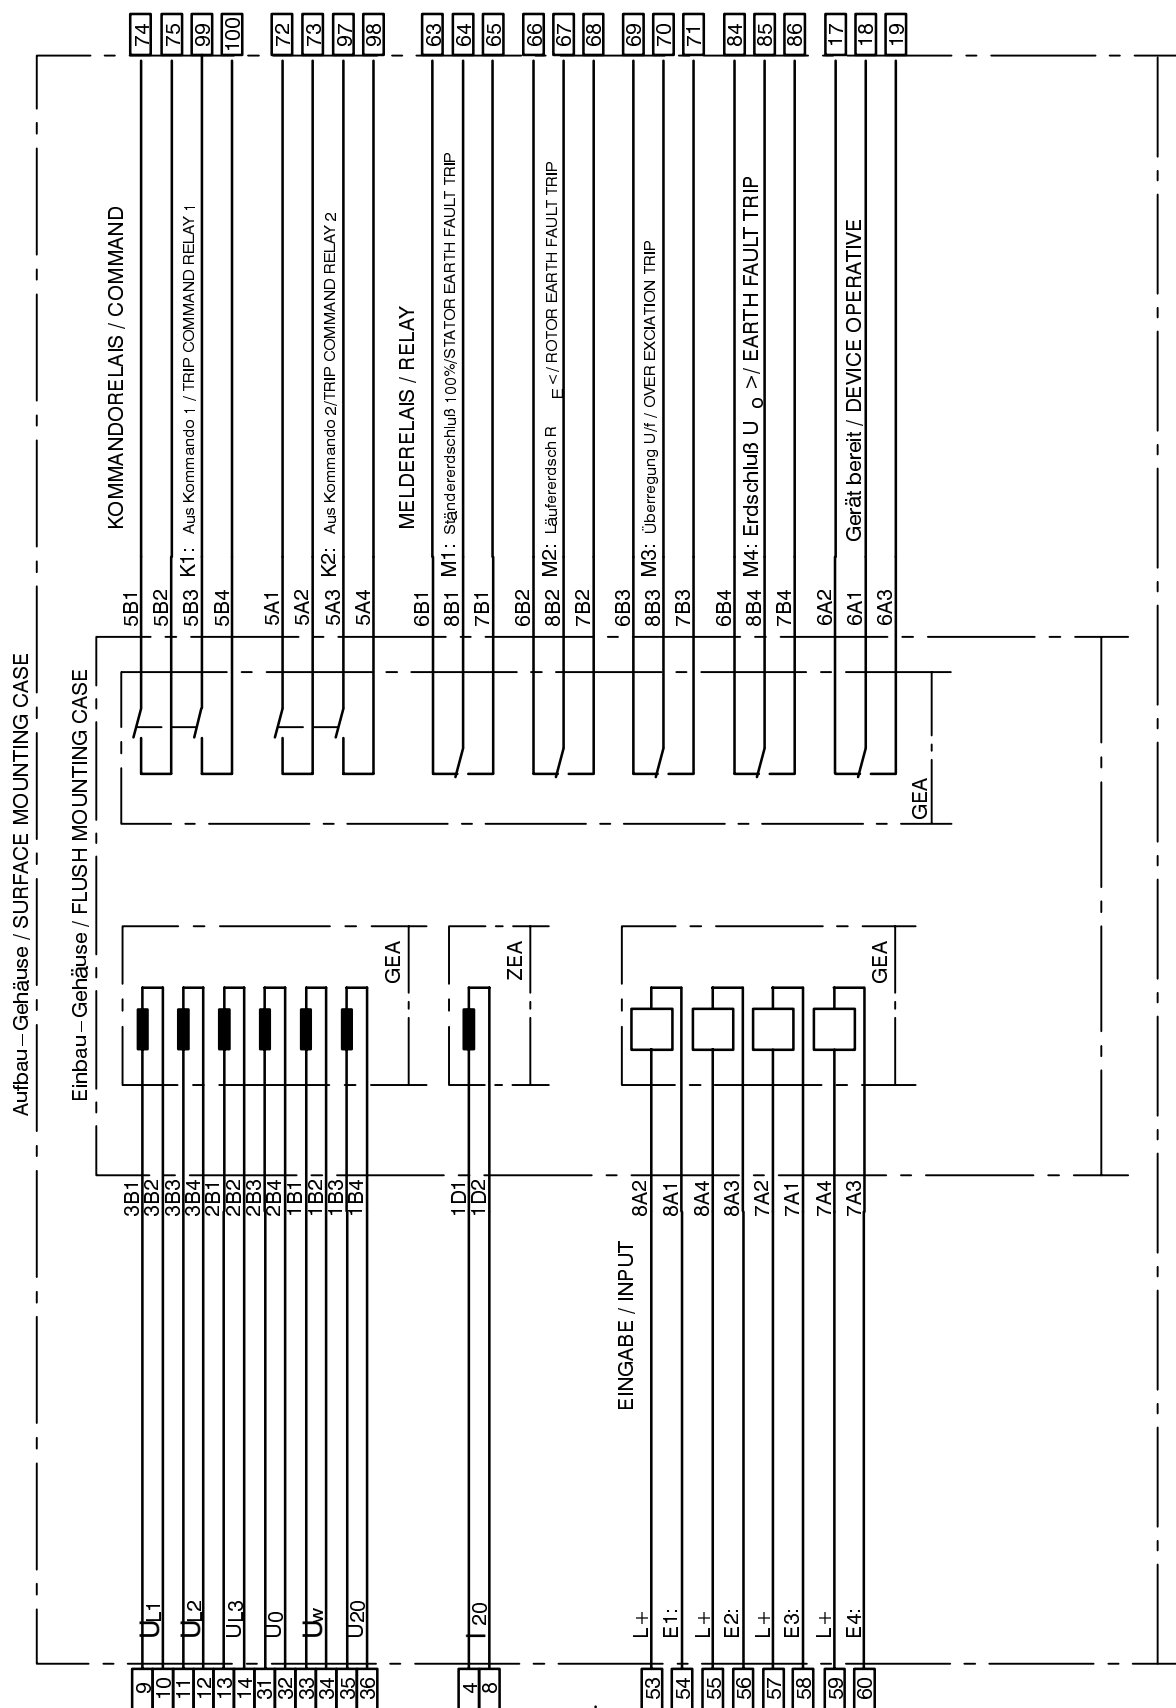 Aufbau–Gehäuse / SURFACE MOUNTING CASE
Einbau–Gehäuse / FLUSH MOUNTING CASE
KOMMANDORELAIS / COMMAND
5B1 74
5B2 75
K1: Aus Kommando 1 / TRIP COMMAND RELAY 1
5B3 99
5B4 100
5A1 72
5A2 73
K2: Aus Kommando 2/TRIP COMMAND RELAY 2
5A3 97
5A4 98
MELDERELAIS / RELAY
6B1 63
M1: Ständererdschluß 100%/STATOR EARTH FAULT TRIP
8B1 64
7B1 65
6B2 66
M2: Läufererdsch R E </ ROTOR EARTH FAULT TRIP
8B2 67
7B2 68
6B3 69
M3: Überregung U/f / OVER EXCIATION TRIP
8B3 70
7B3 71
6B4 84
M4: Erdschluß U o >/ EARTH FAULT TRIP
8B4 85
7B4 86
6A2 17
Gerät bereit / DEVICE OPERATIVE
6A1 18
6A3 19
GEA
GEA
ZEA
GEA
9 UL1 3B1
10 3B2
11 UL2 3B3
12 3B4
13 UL3 2B1
14 2B2
31 U0 2B3
32 2B4
33 Uw 1B1
34 1B2
35 U20 1B3
36 1B4
4 I 20 1D1
8 1D2
EINGABE / INPUT
53 L+ 8A2
54 E1: 8A1
55 L+ 8A4
56 E2: 8A3
57 L+ 7A2
58 E3: 7A1
59 L+ 7A4
60 E4: 7A3